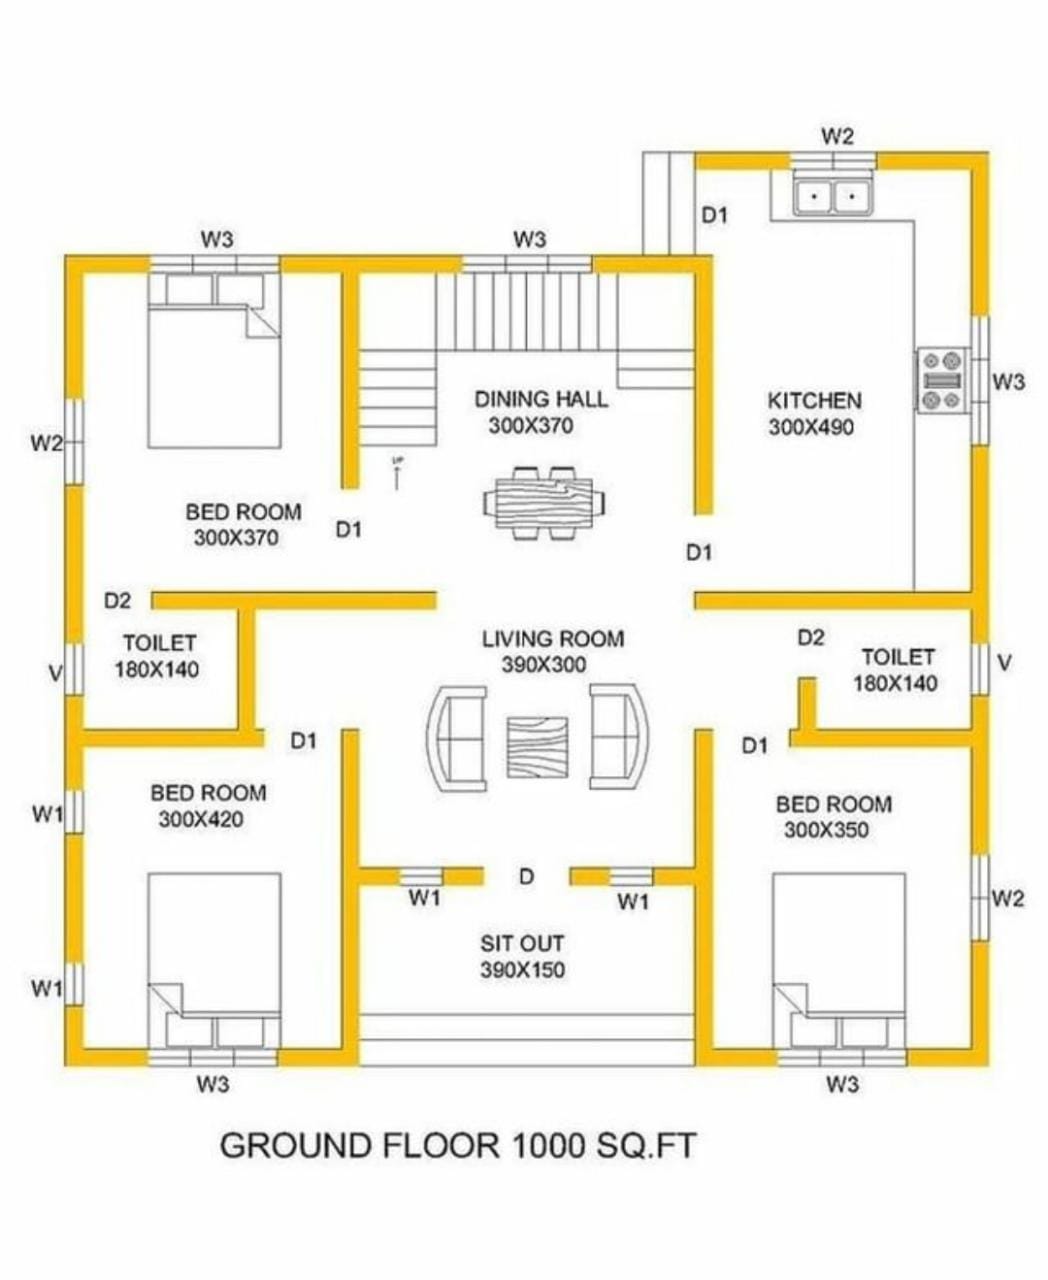 W2
D1
W3
W3
W2
DINING HALL
300X370
KITCHEN
300X490
W3
UP
BED ROOM
300X370
D1
D1
D2
TOILET
180X140
V
LIVING ROOM
390X300
D2
TOILET
180X140
V
D1
D1
W1
BED ROOM
300X420
BED ROOM
300X350
W1
D
W1
W1
W2
SIT OUT
390X150
W3
W3
GROUND FLOOR 1000 SQ.FT